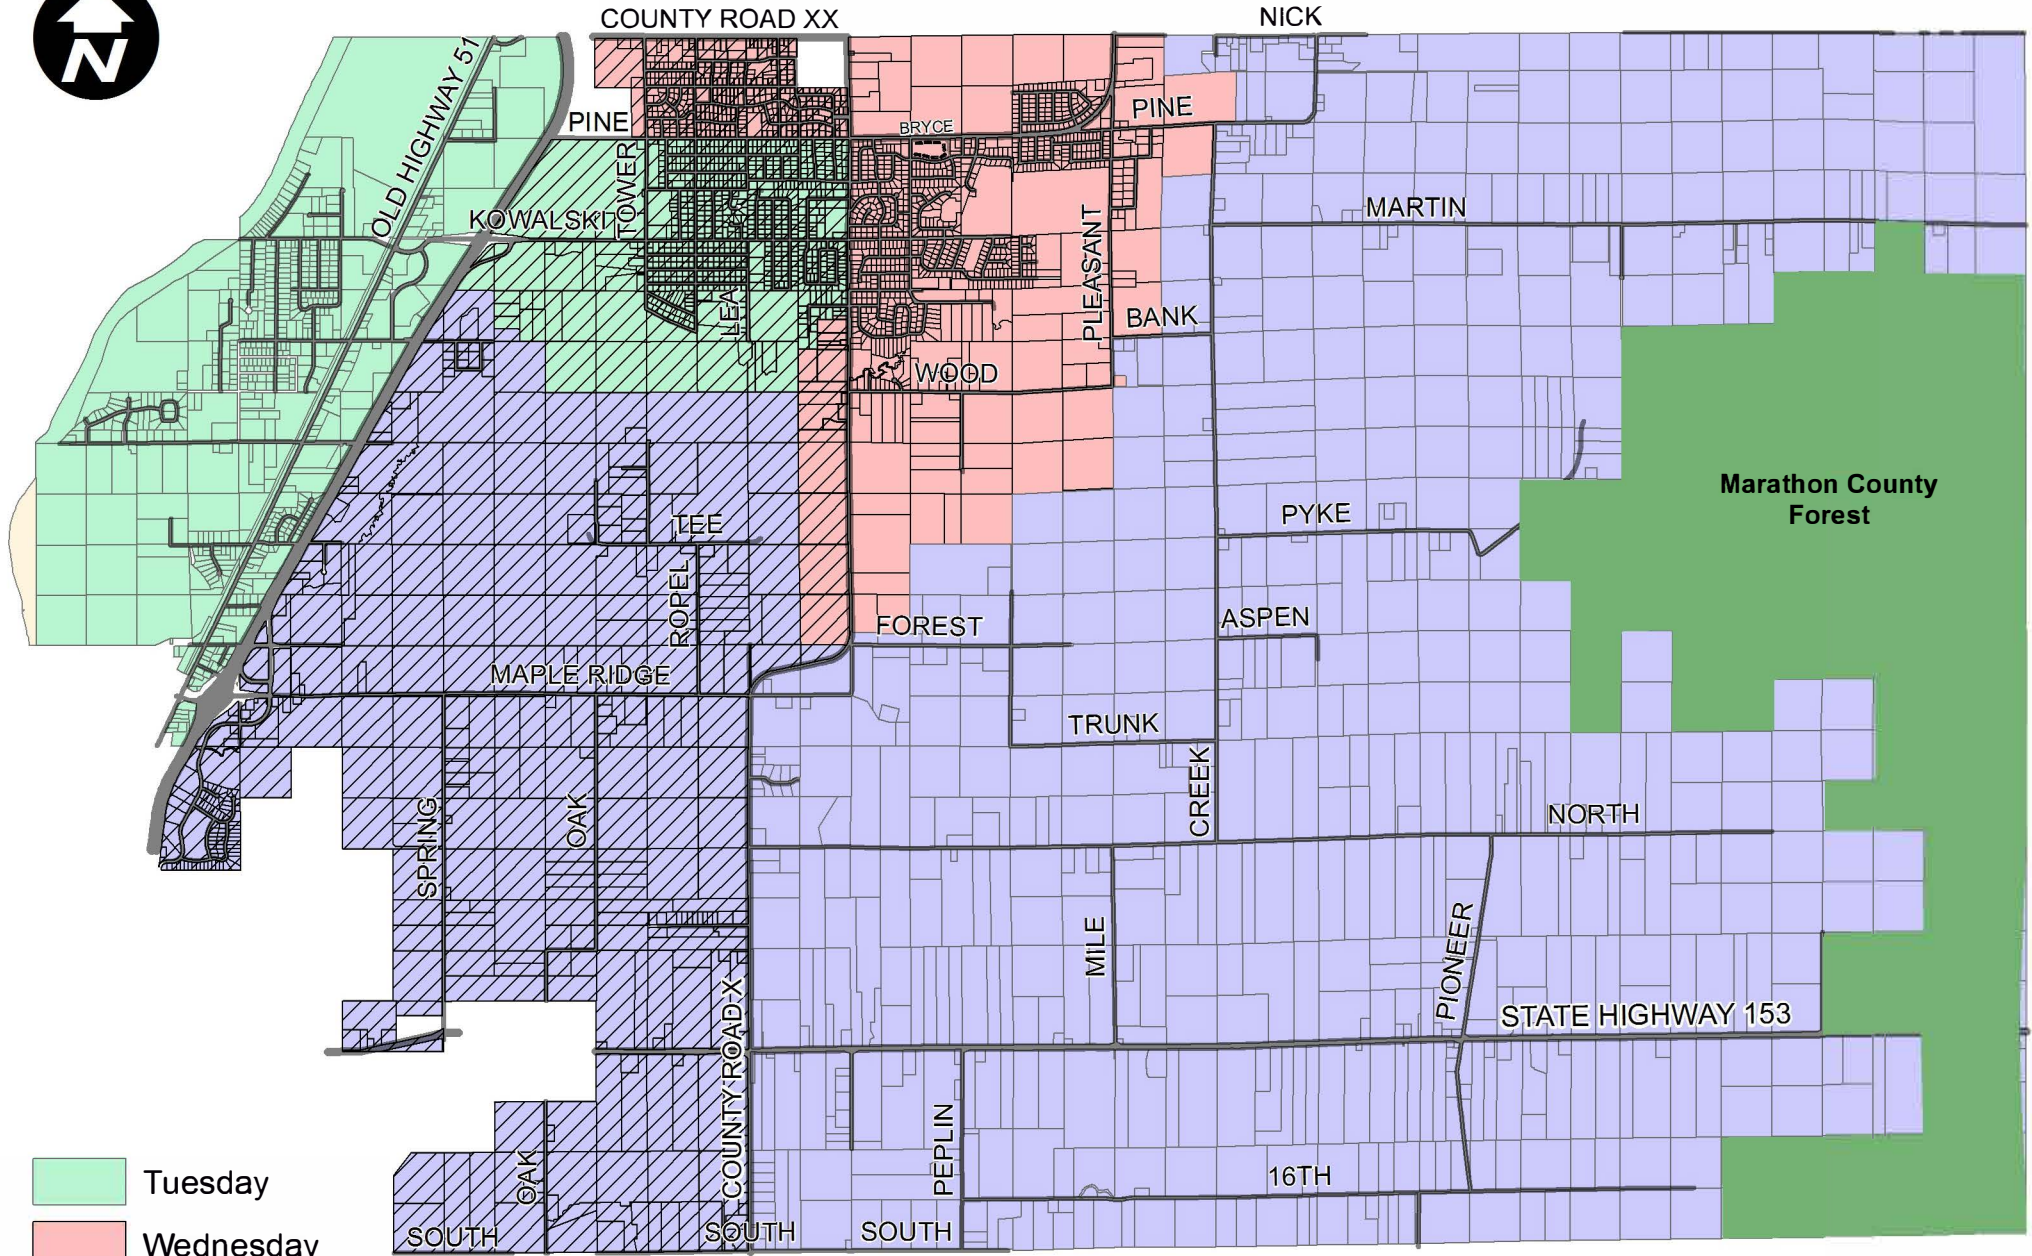 COUNTY ROAD XX
NICK
N
OLD HIGHWAY 51
PINE
BRYCE
PINE
TOWER
KOWALSKI
MARTIN
PLEASANT
LEA
BANK
WOOD
Marathon County
Forest
TEE
PYKE
ROPEL
FOREST
ASPEN
MAPLE RIDGE
TRUNK
CREEK
SPRING
OAK
NORTH
MILE
PIONEER
COUNTY ROAD X
STATE HIGHWAY 153
OAK
PEPLIN
16TH
Tuesday
SOUTH
SOUTH
SOUTH
Wednesday